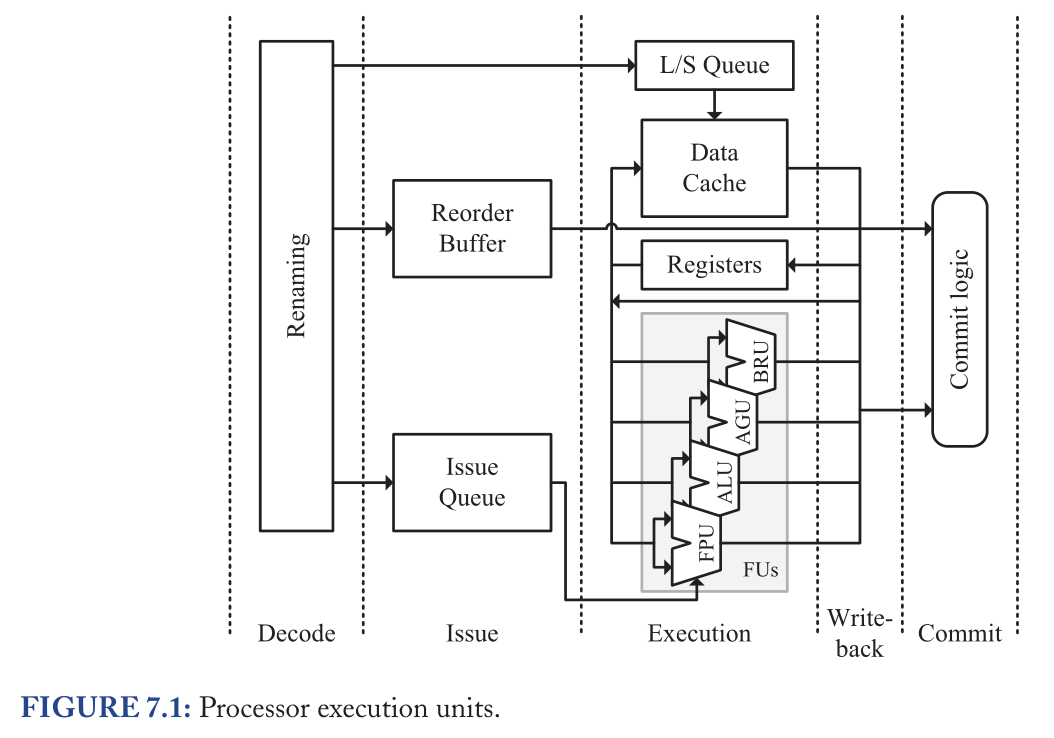 L/S Queue
Data
Cache
Reorder
Buffer
Registers
Renaming
Commit logic
BRU
AGU
ALU
FPU
FUs
Issue
Queue
Decode
Issue
Execution
Write-
back
Commit
FIGURE 7.1: Processor execution units.